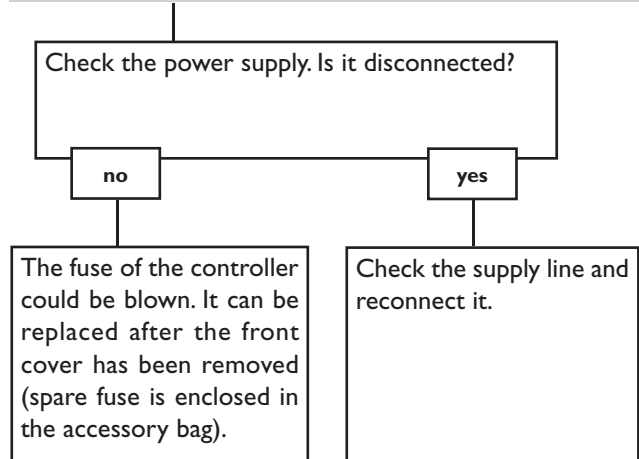 Check the power supply. Is it disconnected?
no
yes
The fuse of the controller
could be blown. It can be
replaced after the front
cover has been removed
(spare fuse is enclosed in
the accessory bag).
Check the supply line and
reconnect it.